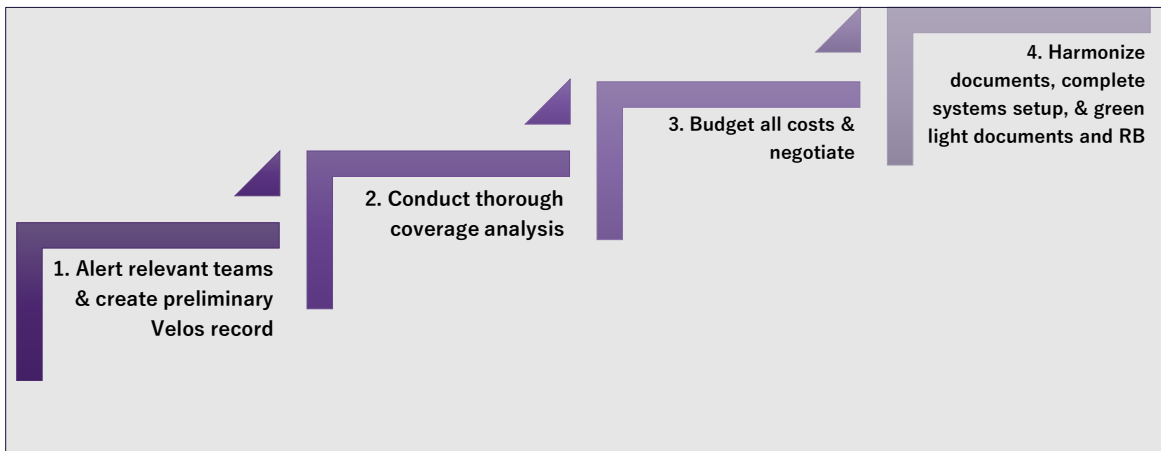 1. Alert relevant teams
& create preliminary
Velos record
2. Conduct thorough
coverage analysis
3. Budget all costs &
negotiate
4. Harmonize
documents, complete
systems setup, & green
light documents and RB